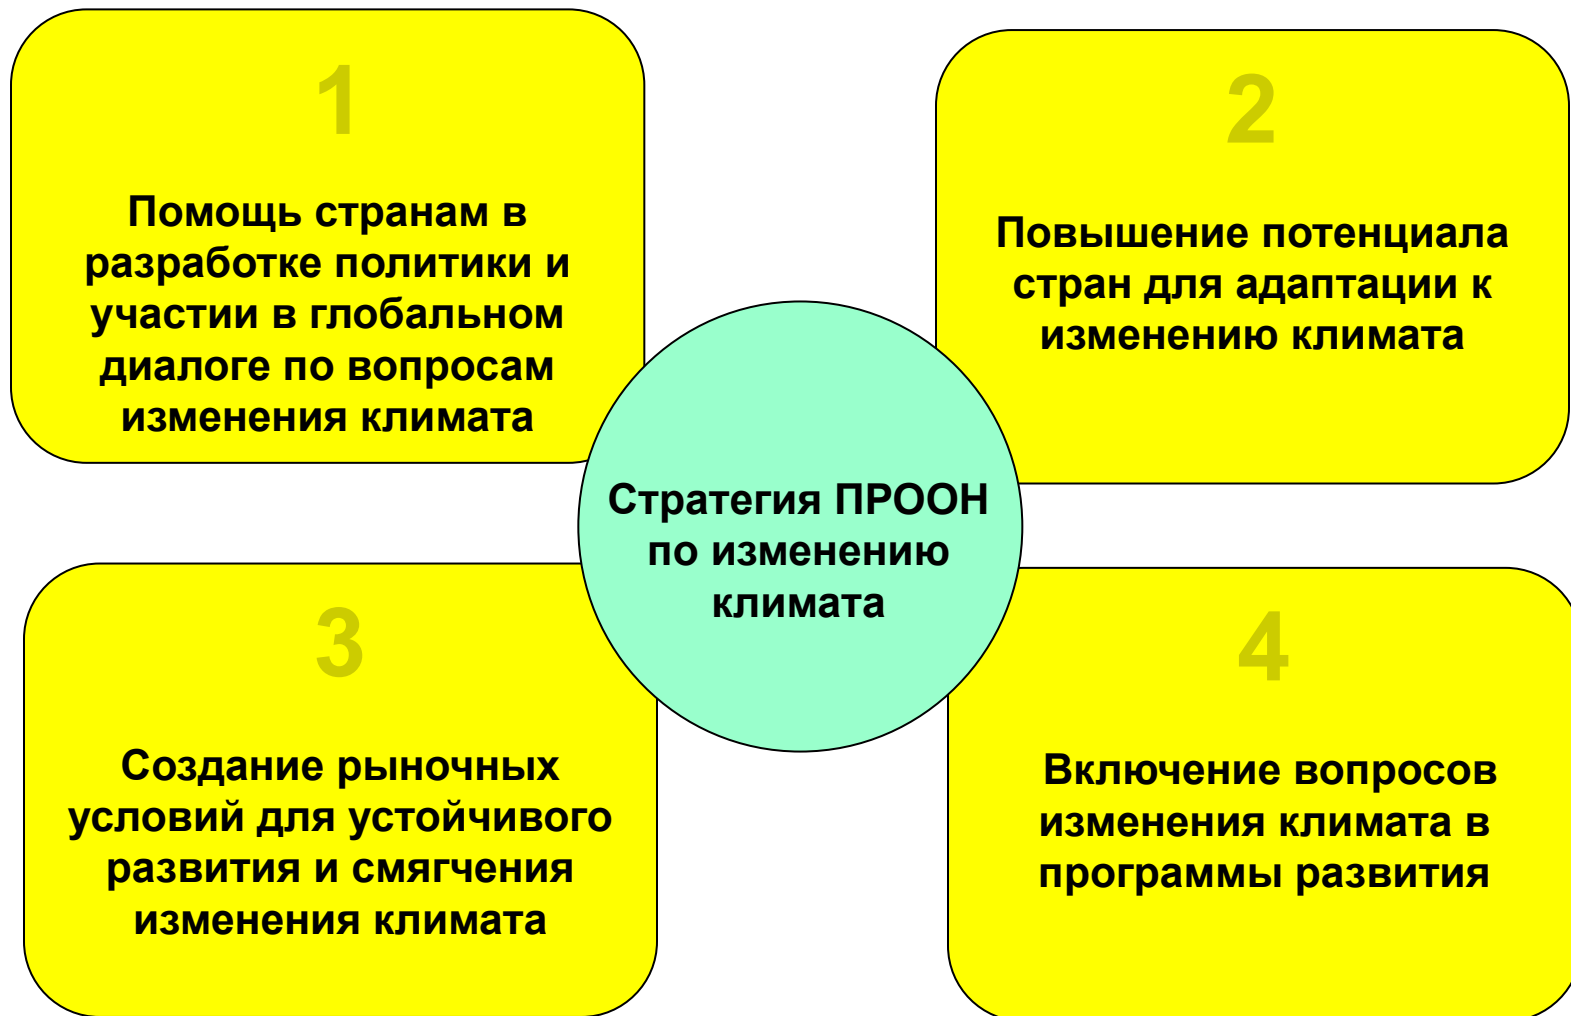 1
Помощь странам в
разработке политики и
участии в глобальном
диалоге по вопросам
изменения климата
2
Повышение потенциала
стран для адаптации к
изменению климата
Стратегия ПРООН
по изменению
климата
3
Создание рыночных
условий для устойчивого
развития и смягчения
изменения климата
4
Включение вопросов
изменения климата в
программы развития